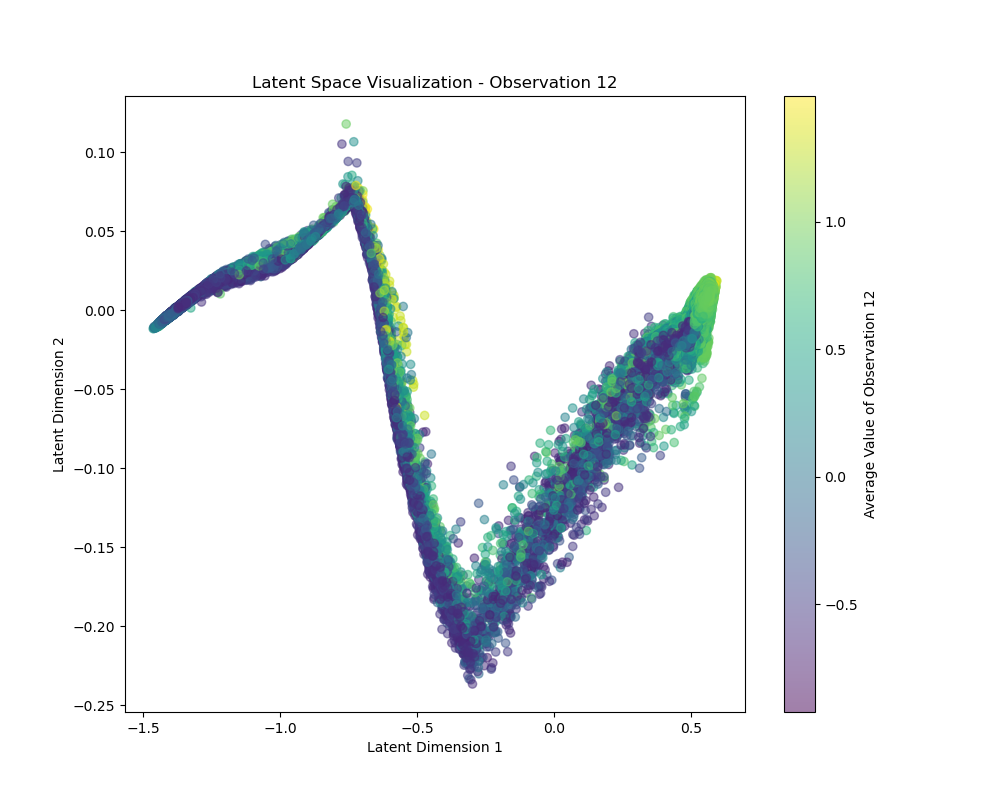 Latent Space Visualization - Observation 12
0.10
0.05
0.00
−0.05
−0.10
−0.15
−0.20
−0.25
Latent Dimension 2
−1.5 −1.0 −0.5 0.0 0.5
Latent Dimension 1
1.0
0.5
0.0
−0.5
Average Value of Observation 12